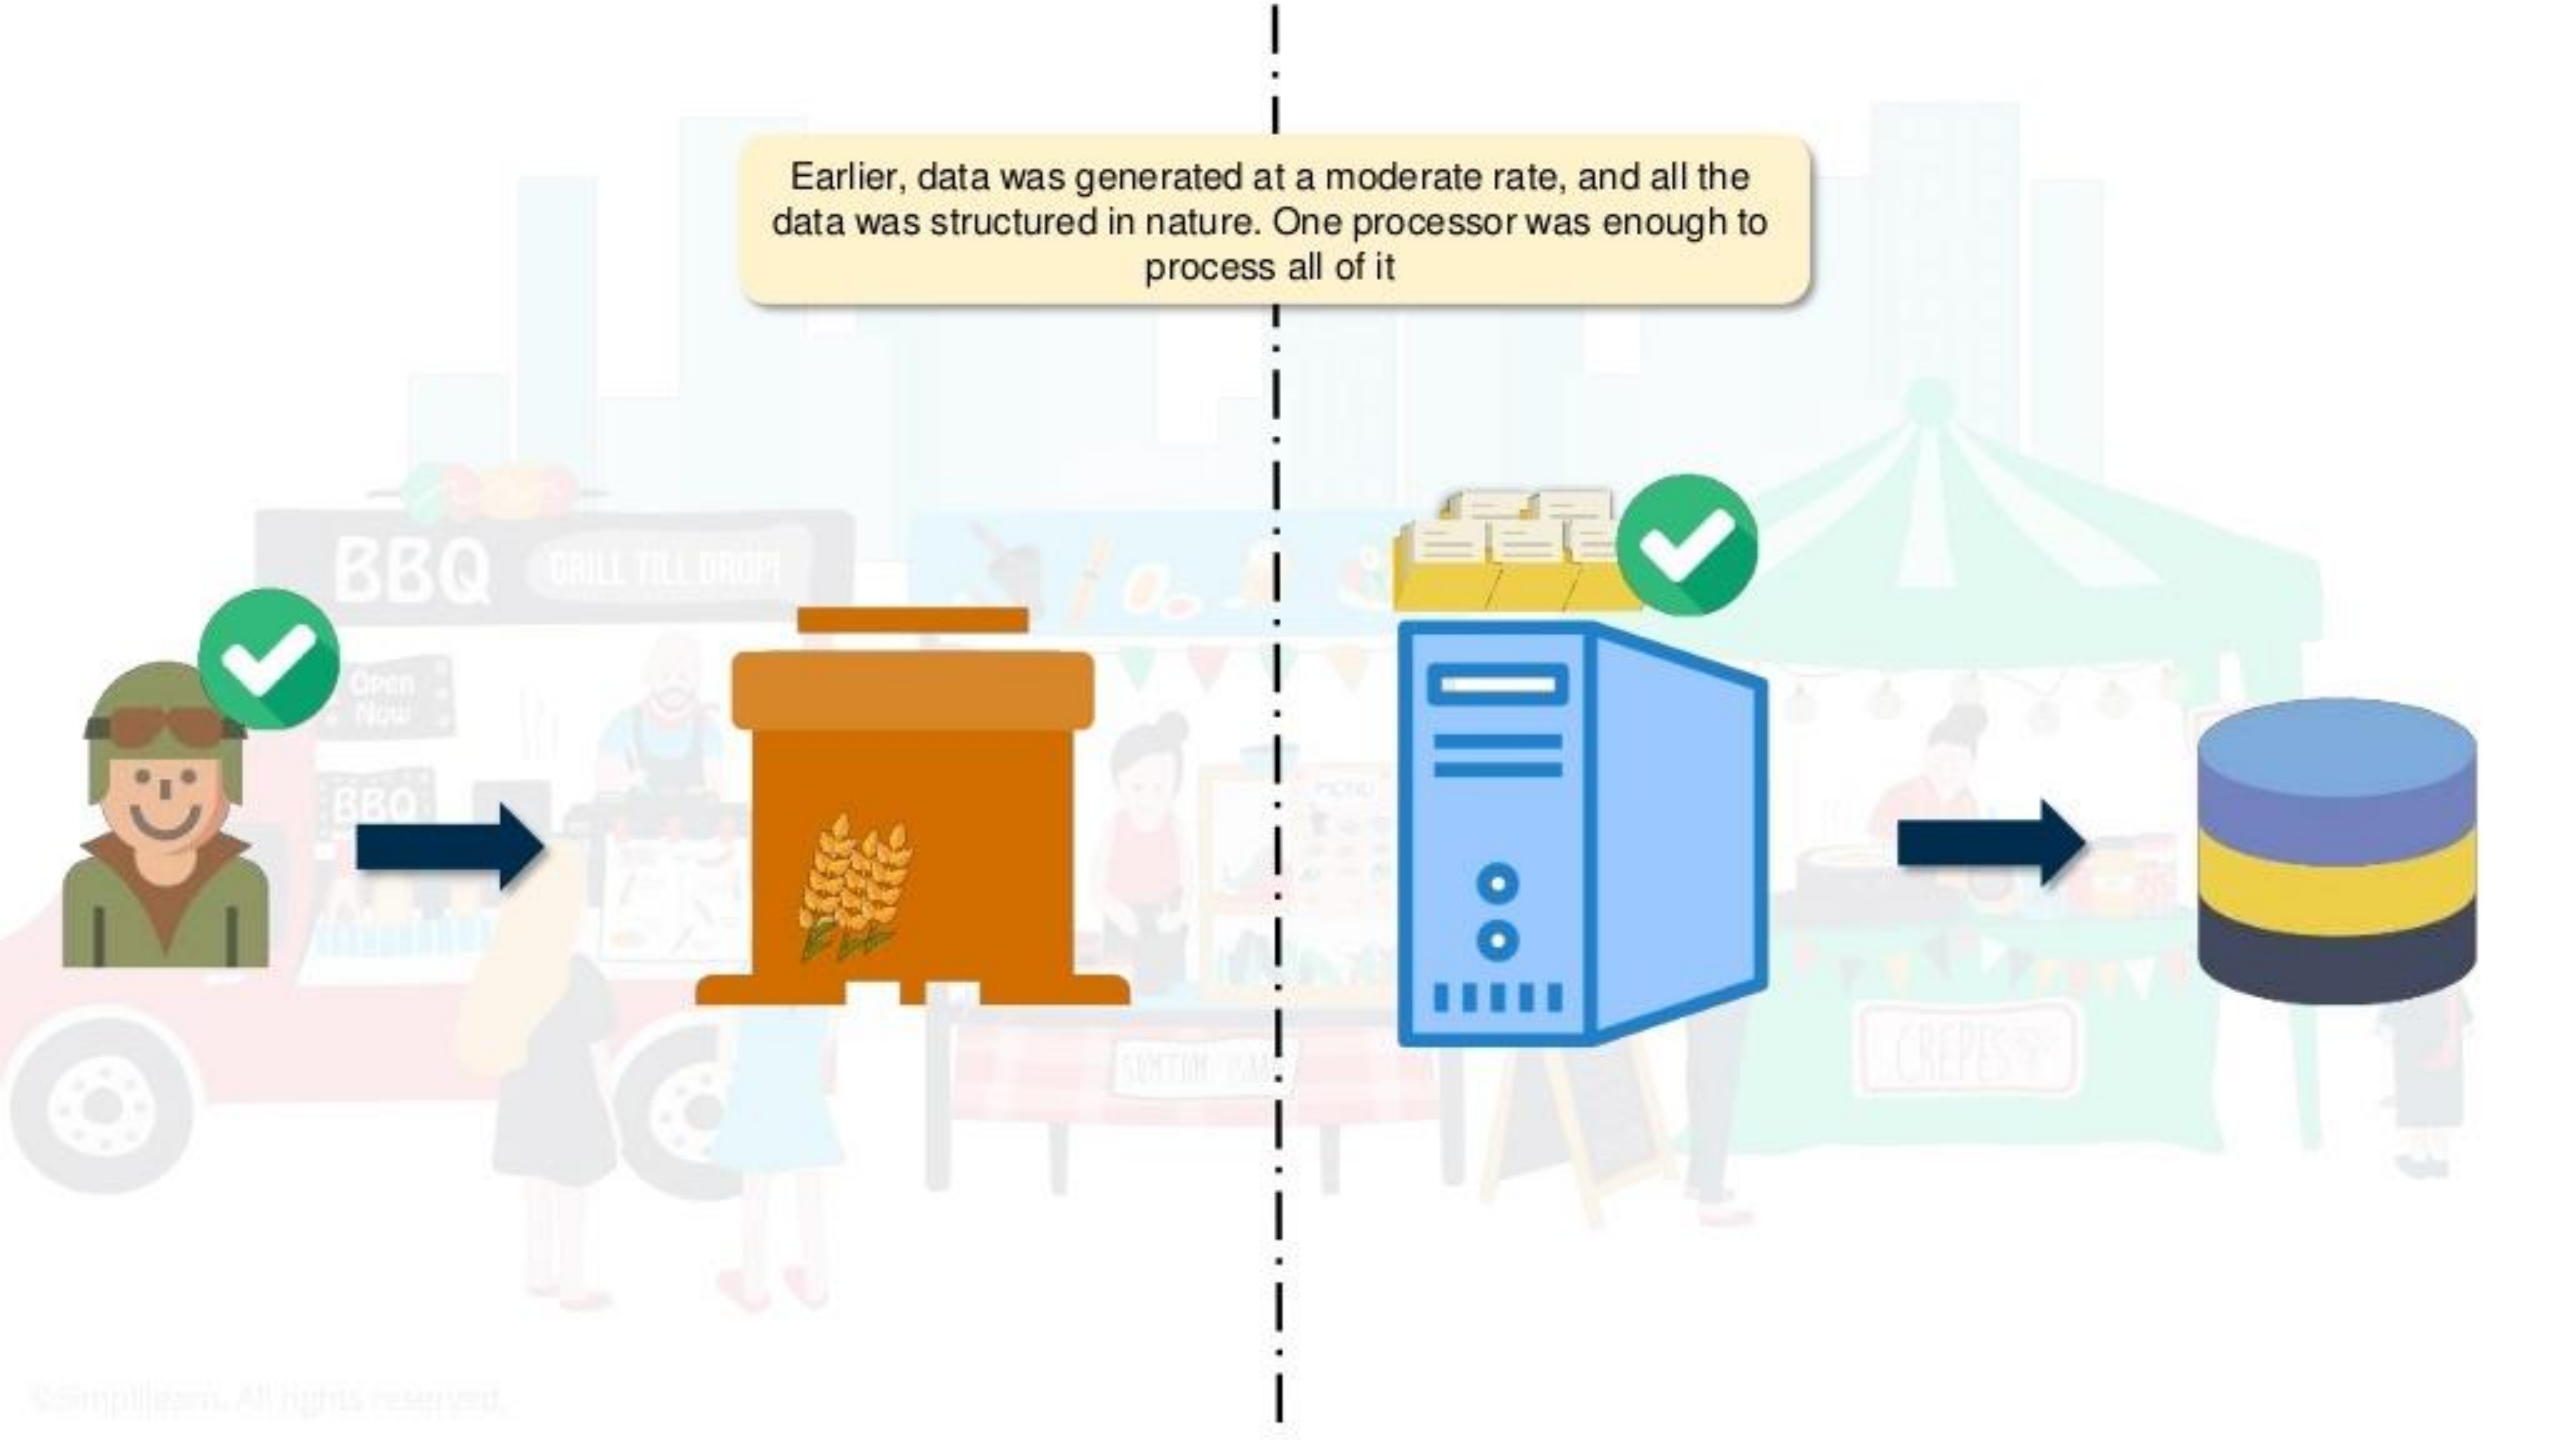 Earlier, data was generated at a moderate rate, and all the
data was structured in nature. One processor was enough to
process all of it
BBQ
GRILL TILL DROP!
Open
Now
BBQ
MENU
CREPES
©Simplilearn. All rights reserved.